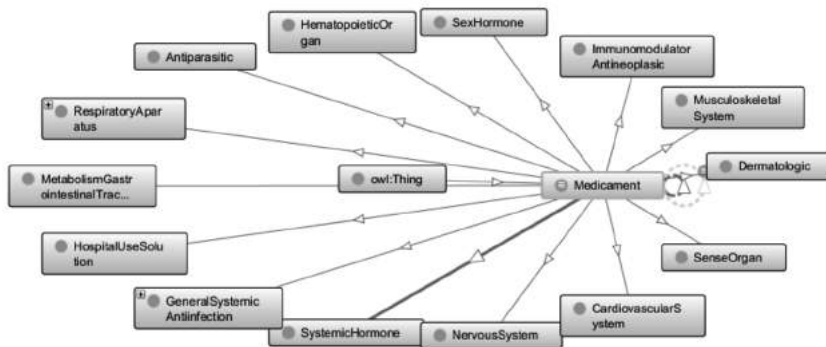 HematopoieticOr
gan
SexHormone
Antiparasitic
Immunomodulator
Antineoplasic
RespiratoryApar
atus
Musculoskeletal
System
MetabolismGastr
ointestinalTrac...
owl:Thing
Medicament
Dermatologic
HospitalUseSolu
tion
SenseOrgan
GeneralSystemic
Antiinfection
SystemicHormone
NervousSystem
CardiovascularS
ystem